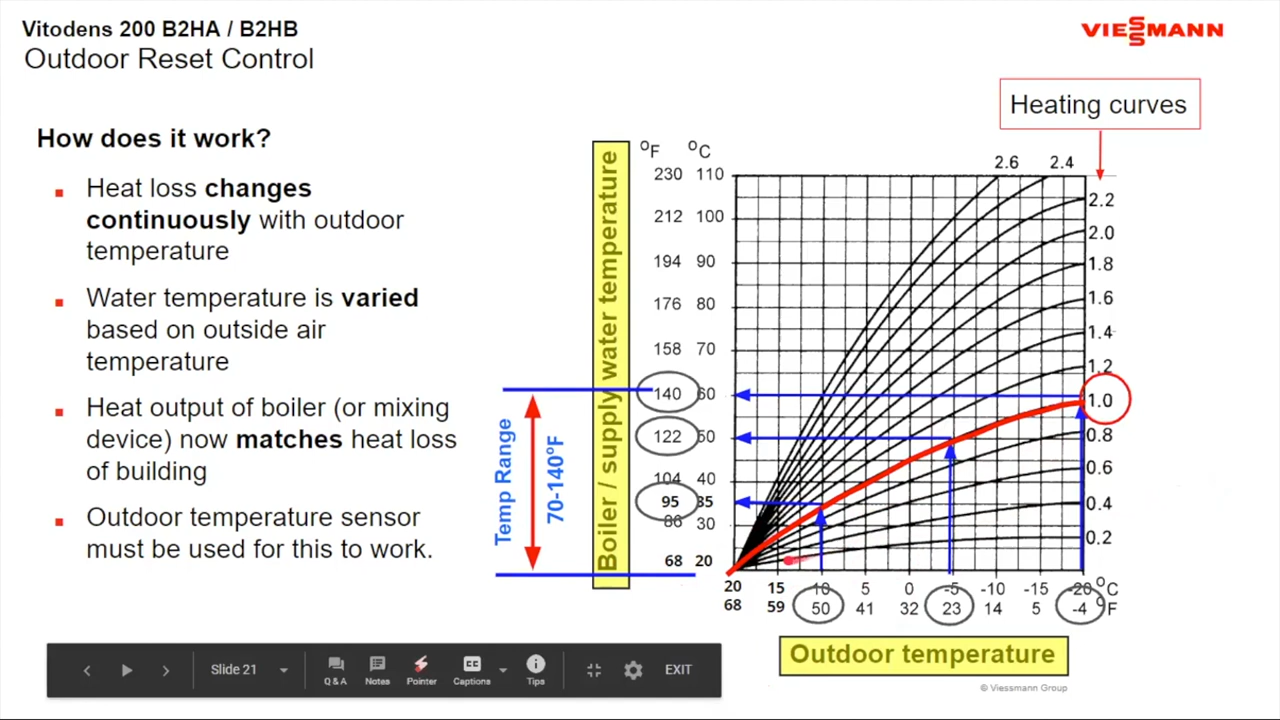 Vitodens 200 B2HA / B2HB
Outdoor Reset Control
VIESSMANN
How does it work?
Heat loss changes
continuously with outdoor
temperature
Water temperature is varied
based on outside air
temperature
Heat output of boiler (or mixing
device) now matches heat loss
of building
Outdoor temperature sensor
must be used for this to work.
Heating curves
Temp Range
70-140°F
Boiler / supply water temperature
°F °C
230 110
212 100
194 90
176 80
158 70
140 60
122 50
104 40
95 35
86 30
68 20
2.6 2.4
2.2
2.0
1.8
1.6
1.4
1.2
1.0
0.8
0.6
0.4
0.2
20 15 10 5 0 -5 -10 -15 -20 °C
68 59 50 41 32 23 14 5 -4 °F
Outdoor temperature
© Viessmann Group
Slide 21
Q & A
Notes
Pointer
CC
Captions
Tips
EXIT